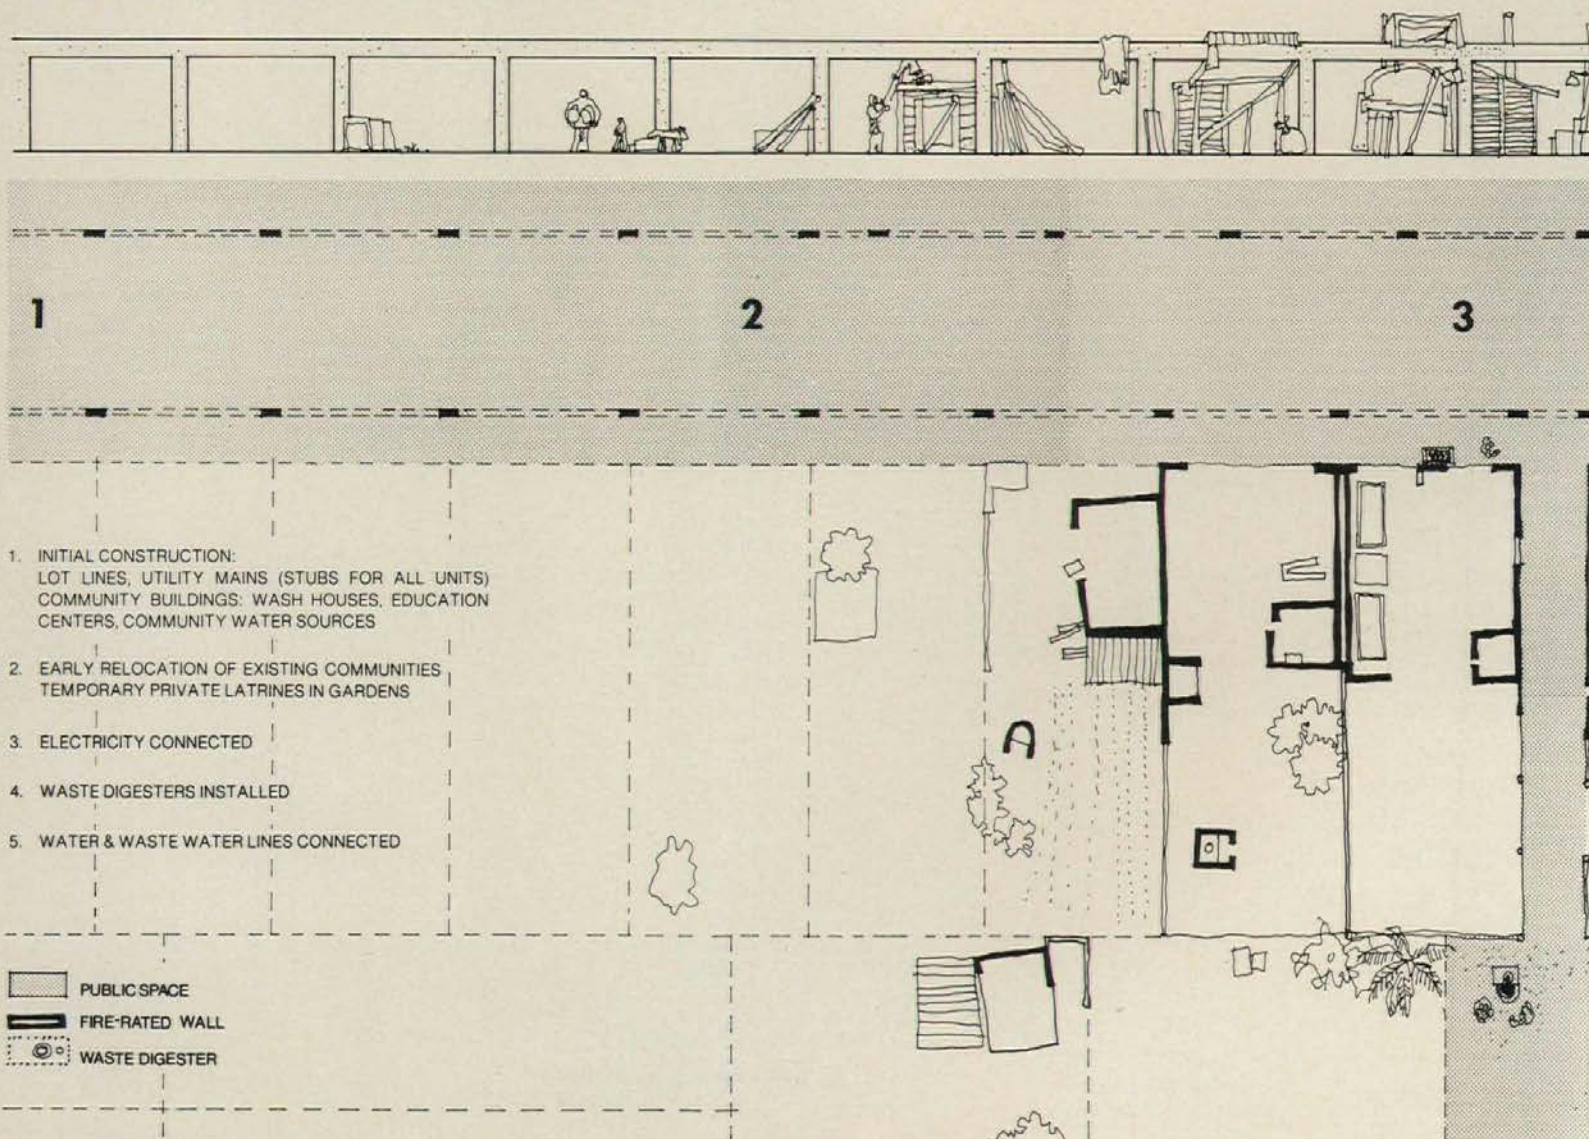 1
2
3
1. INITIAL CONSTRUCTION:
LOT LINES, UTILITY MAINS (STUBS FOR ALL UNITS)
COMMUNITY BUILDINGS: WASH HOUSES, EDUCATION
CENTERS, COMMUNITY WATER SOURCES
2. EARLY RELOCATION OF EXISTING COMMUNITIES
TEMPORARY PRIVATE LATRINES IN GARDENS
3. ELECTRICITY CONNECTED
4. WASTE DIGESTERS INSTALLED
5. WATER & WASTE WATER LINES CONNECTED
PUBLIC SPACE
FIRE-RATED WALL
WASTE DIGESTER